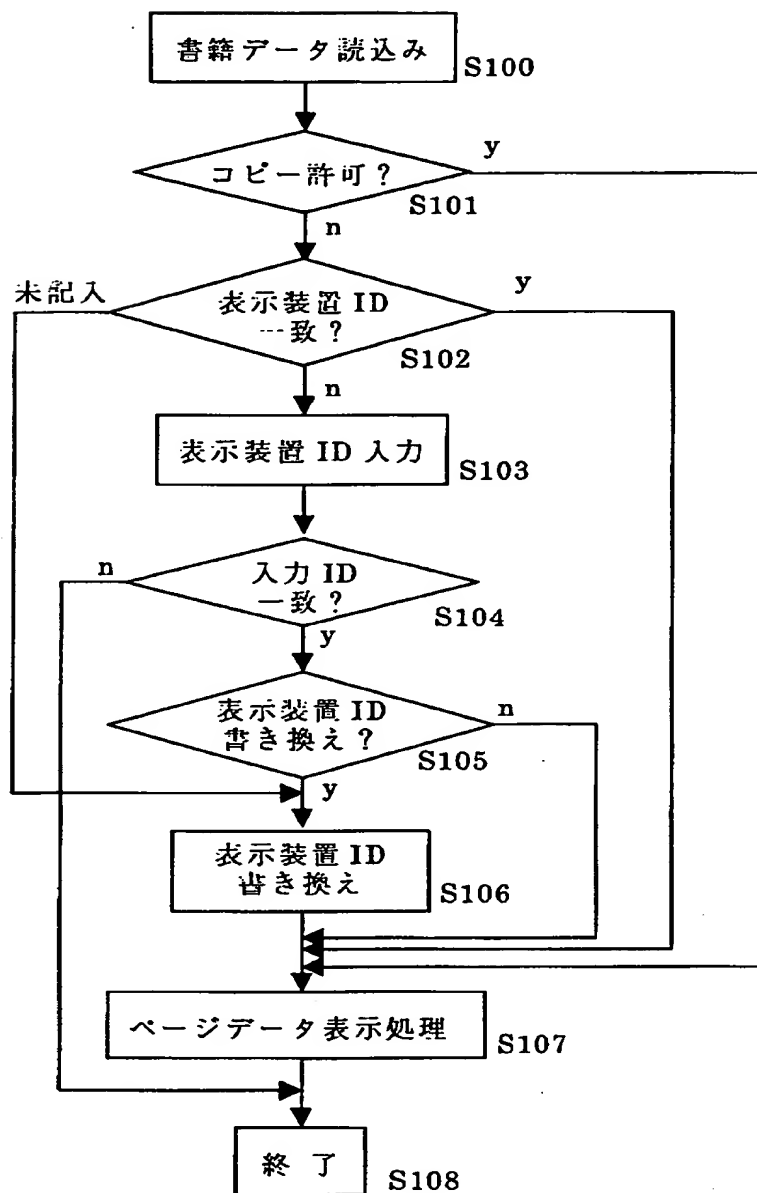 書籍データ読込み
S100
コピー許可？
y
S101
n
未記入
表示装置 ID
一致？
y
S102
n
表示装置 ID 入力
S103
n
入力 ID
一致？
S104
y
表示装置 ID
書き換え？
n
S105
y
表示装置 ID
書き換え
S106
ページデータ表示処理
S107
終 了
S108